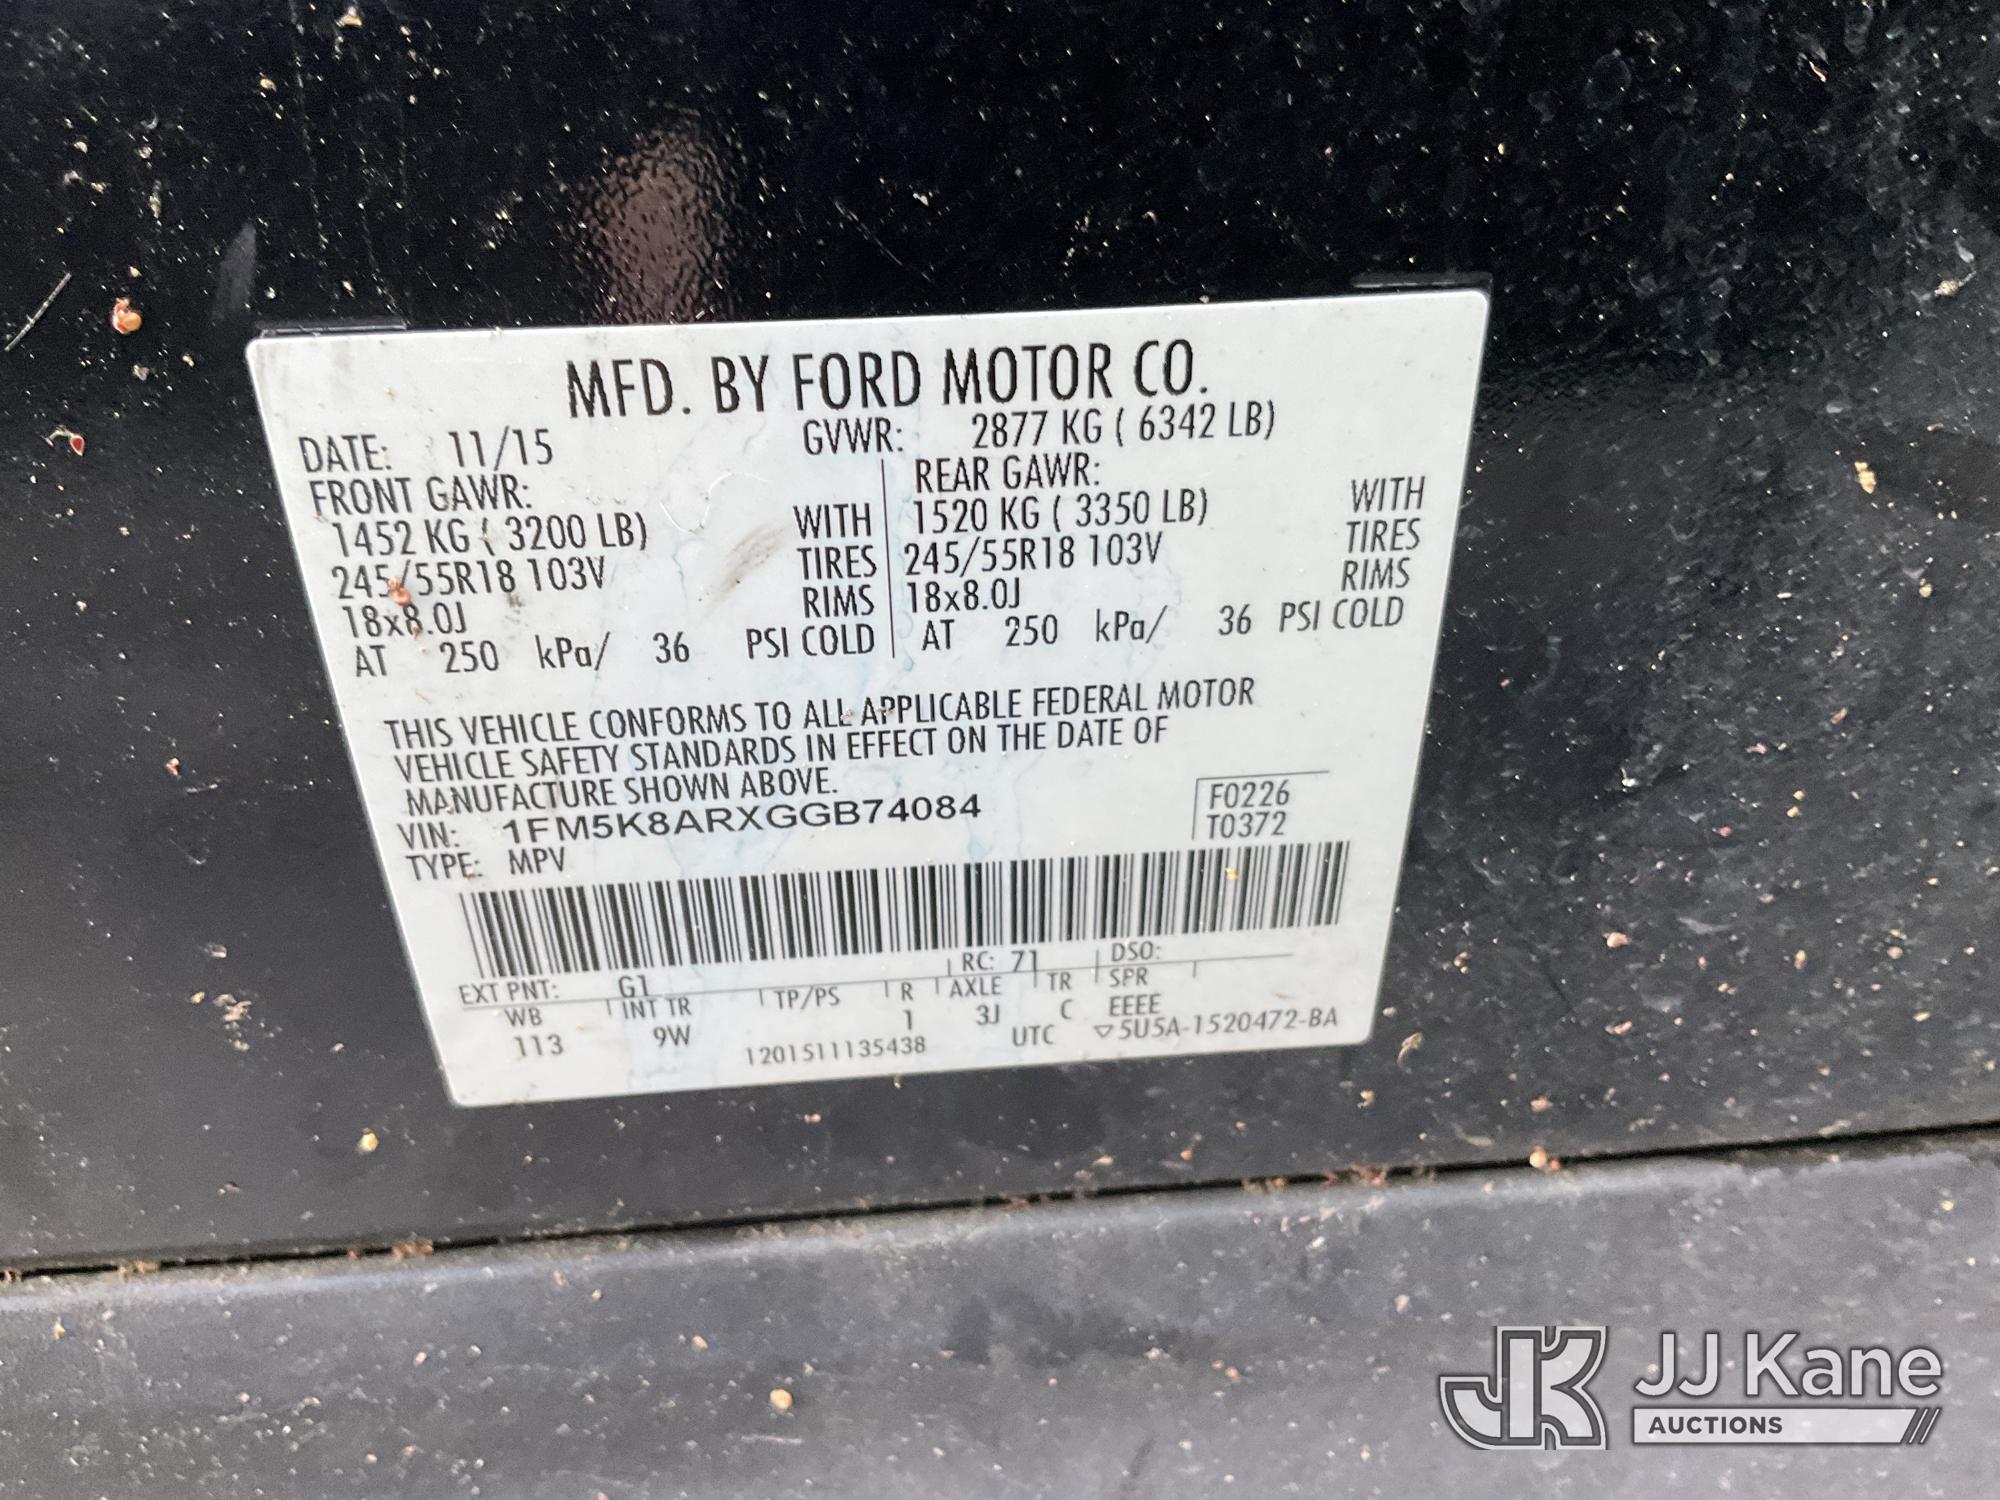 MFD. BY FORD MOTOR CO.
DATE: 11/15 GVWR: 2877 KG ( 6342 LB)
FRONT GAWR: REAR GAWR:
1452 KG ( 3200 LB) WITH 1520 KG ( 3350 LB) WITH
245/55R18 103V TIRES 245/55R18 103V TIRES
18x8.0J RIMS 18x8.0J RIMS
AT 250 kPa/ 36 PSI COLD AT 250 kPa/ 36 PSI COLD
THIS VEHICLE CONFORMS TO ALL APPLICABLE FEDERAL MOTOR
VEHICLE SAFETY STANDARDS IN EFFECT ON THE DATE OF
MANUFACTURE SHOWN ABOVE.
VIN: 1FM5K8ARXGGB74084 F0226
TYPE: MPV T0372
EXT PNT: G1 RC: 71 DSO:
WB INT TR TP/PS R AXLE TR SPR
113 9W 1 3J C EEEE
1201511135438 UTC ▽5U5A-1520472-BA
JK JJ Kane
AUCTIONS